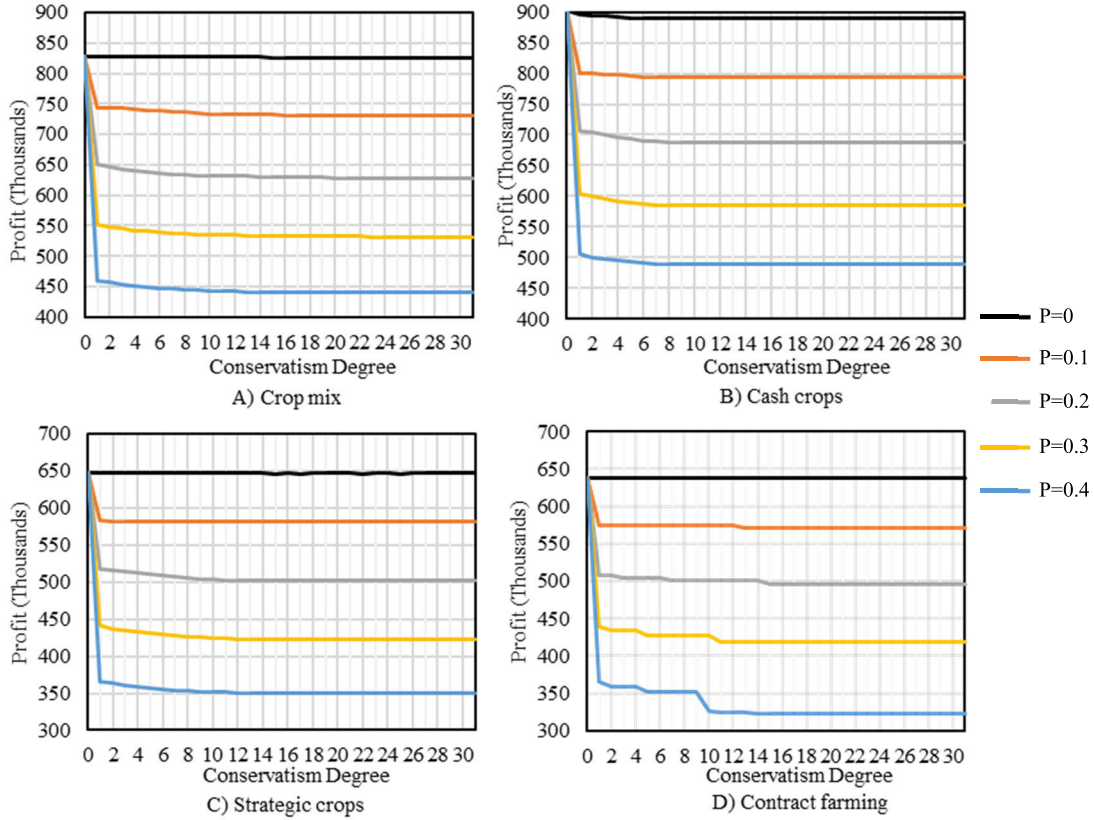 900
850
800
750
700
650
600
550
500
450
400
Profit (Thousands)
0 2 4 6 8 10 12 14 16 18 20 22 24 26 28 30
Conservatism Degree
A) Crop mix
900
850
800
750
700
650
600
550
500
450
400
Profit (Thousands)
0 2 4 6 8 10 12 14 16 18 20 22 24 26 28 30
Conservatism Degree
B) Cash crops
P=0
P=0.1
P=0.2
P=0.3
P=0.4
700
650
600
550
500
450
400
350
300
Profit (Thousands)
0 2 4 6 8 10 12 14 16 18 20 22 24 26 28 30
Conservatism Degree
C) Strategic crops
700
650
600
550
500
450
400
350
300
Profit (Thousands)
0 2 4 6 8 10 12 14 16 18 20 22 24 26 28 30
Conservatism Degree
D) Contract farming